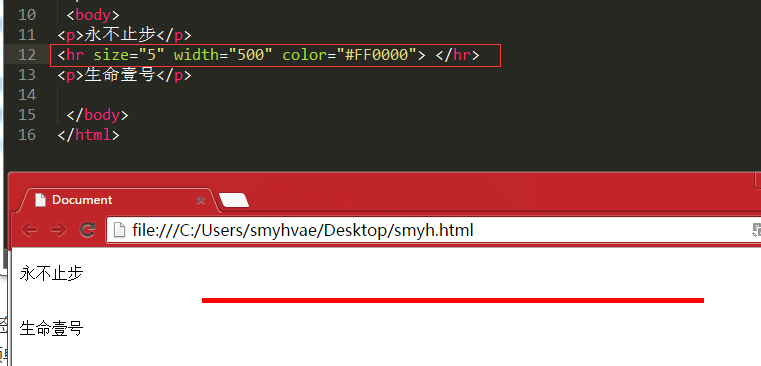 10 <body>
11 <p>永不止步</p>
12 <hr size="5" width="500" color="#FF0000"> </hr>
13 <p>生命壹号</p>
14
15 </body>
16 </html>
Document
file:///C:/Users/smyhvae/Desktop/smyh.html
永不止步
生命壹号